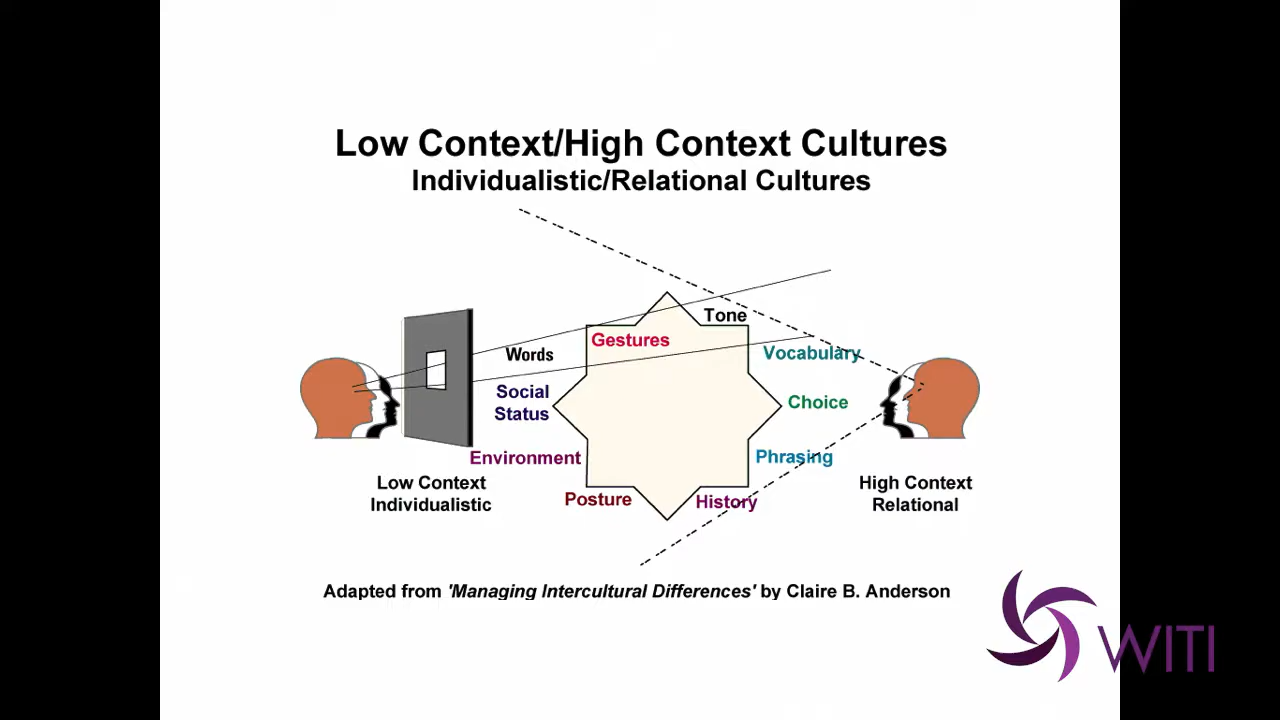 Low Context/High Context Cultures
Individualistic/Relational Cultures
Tone
Gestures
Words
Vocabulary
Social
Status
Choice
Environment
Phrasing
Posture
History
Low Context
Individualistic
High Context
Relational
Adapted from 'Managing Intercultural Differences' by Claire B. Anderson
WITI